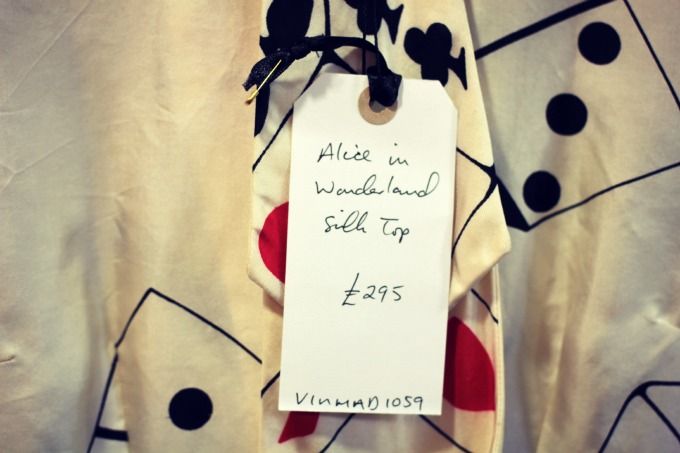 Alice in
Wonderland
Silk Top
£295
VINMAD1059